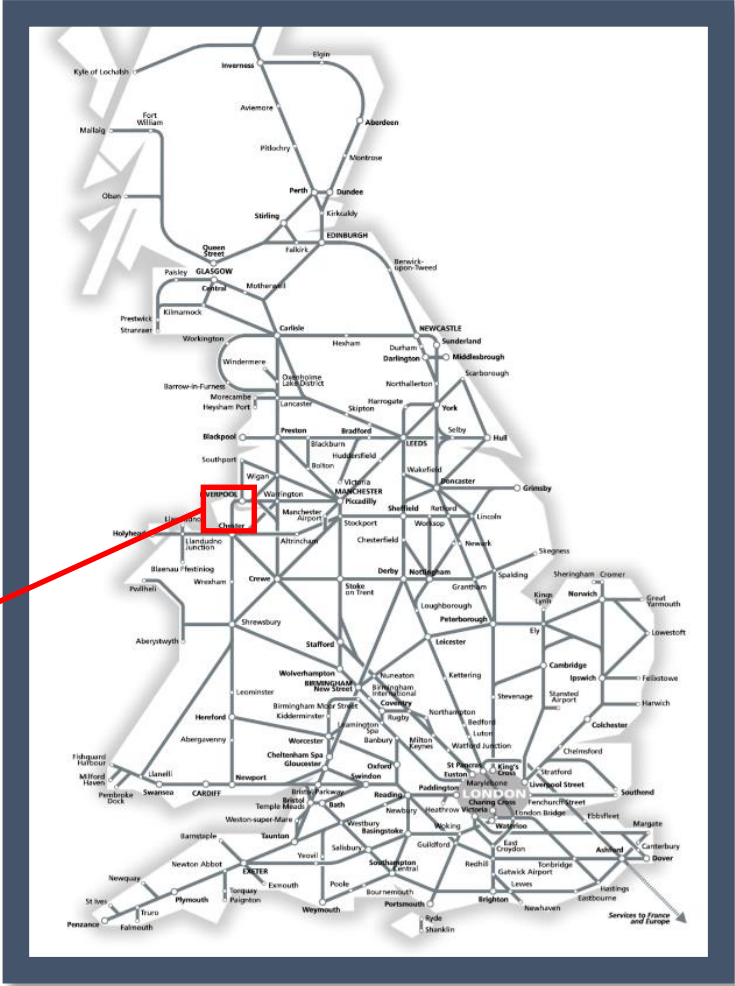 Elgin
Inverness
Kyle of Lochalsh
Aviemore
Fort
William
Aberdeen
Mallaig
Pitlochry
Montrose
Perth
Dundee
Oban
Stirling
Kirkcaldy
EDINBURGH
Queen
Street
Falkirk
Berwick-
upon-Tweed
Paisley
GLASGOW
Central
Motherwell
Kilmarnock
Prestwick
Stranraer
Carlisle
NEWCASTLE
Workington
Hexham
Sunderland
Durham
Darlington
Middlesbrough
Windermere
Scarborough
Oxenholme
Lake District
Barrow-in-Furness
Northallerton
Morecambe
Heysham Port
Lancaster
Harrogate
York
Skipton
Blackpool
Preston
Bradford
Selby
Hull
Blackburn
LEEDS
Southport
Huddersfield
Bolton
Wakefield
Wigan
Victoria
Doncaster
Grimsby
LIVERPOOL
Warrington
MANCHESTER
Piccadilly
Manchester
Airport
Sheffield
Retford
Lincoln
Llandudno
Chester
Stockport
Worksop
Holyhead
Llandudno
Junction
Altrincham
Chesterfield
Newark
Skegness
Blaenau Ffestiniog
Wrexham
Crewe
Stoke
on Trent
Derby
Nottingham
Spalding
Sheringham
Cromer
Pwllheli
Grantham
Kings
Lynn
Norwich
Great
Yarmouth
Loughborough
Shrewsbury
Peterborough
Ely
Lowestoft
Aberystwyth
Stafford
Leicester
Wolverhampton
Nuneaton
Kettering
Cambridge
BIRMINGHAM
New Street
Birmingham
International
Ipswich
Felixstowe
Leominster
Stevenage
Stansted
Airport
Birmingham Moor Street
Coventry
Harwich
Kidderminster
Rugby
Northampton
Hereford
Leamington
Spa
Bedford
Colchester
Abergavenny
Worcester
Banbury
Milton
Keynes
Luton
Cheltenham Spa
Watford Junction
Chelmsford
Fishguard
Harbour
Gloucester
Oxford
St Pancras
King's
Cross
Stratford
Milford
Haven
Llanelli
Newport
Swindon
Euston
Marylebone
Liverpool Street
Pembroke
Dock
Swansea
CARDIFF
Bristol Parkway
Reading
Paddington
LONDON
Southend
Bristol
Temple Meads
Bath
Newbury
Heathrow
Victoria
Charing Cross
Fenchurch Street
London Bridge
Ebbsfleet
Weston-super-Mare
Westbury
Basingstoke
Woking
Waterloo
Margate
Barnstaple
Taunton
Salisbury
Guildford
East
Croydon
Canterbury
Newton Abbot
Yeovil
Southampton
Central
Redhill
Gatwick Airport
Tonbridge
Ashford
Dover
EXETER
Newquay
Exmouth
Poole
Bournemouth
Lewes
Hastings
Torquay
Paignton
Eastbourne
St Ives
Plymouth
Weymouth
Portsmouth
Brighton
Newhaven
Truro
Penzance
Falmouth
Ryde
Shanklin
Services to France
and Europe